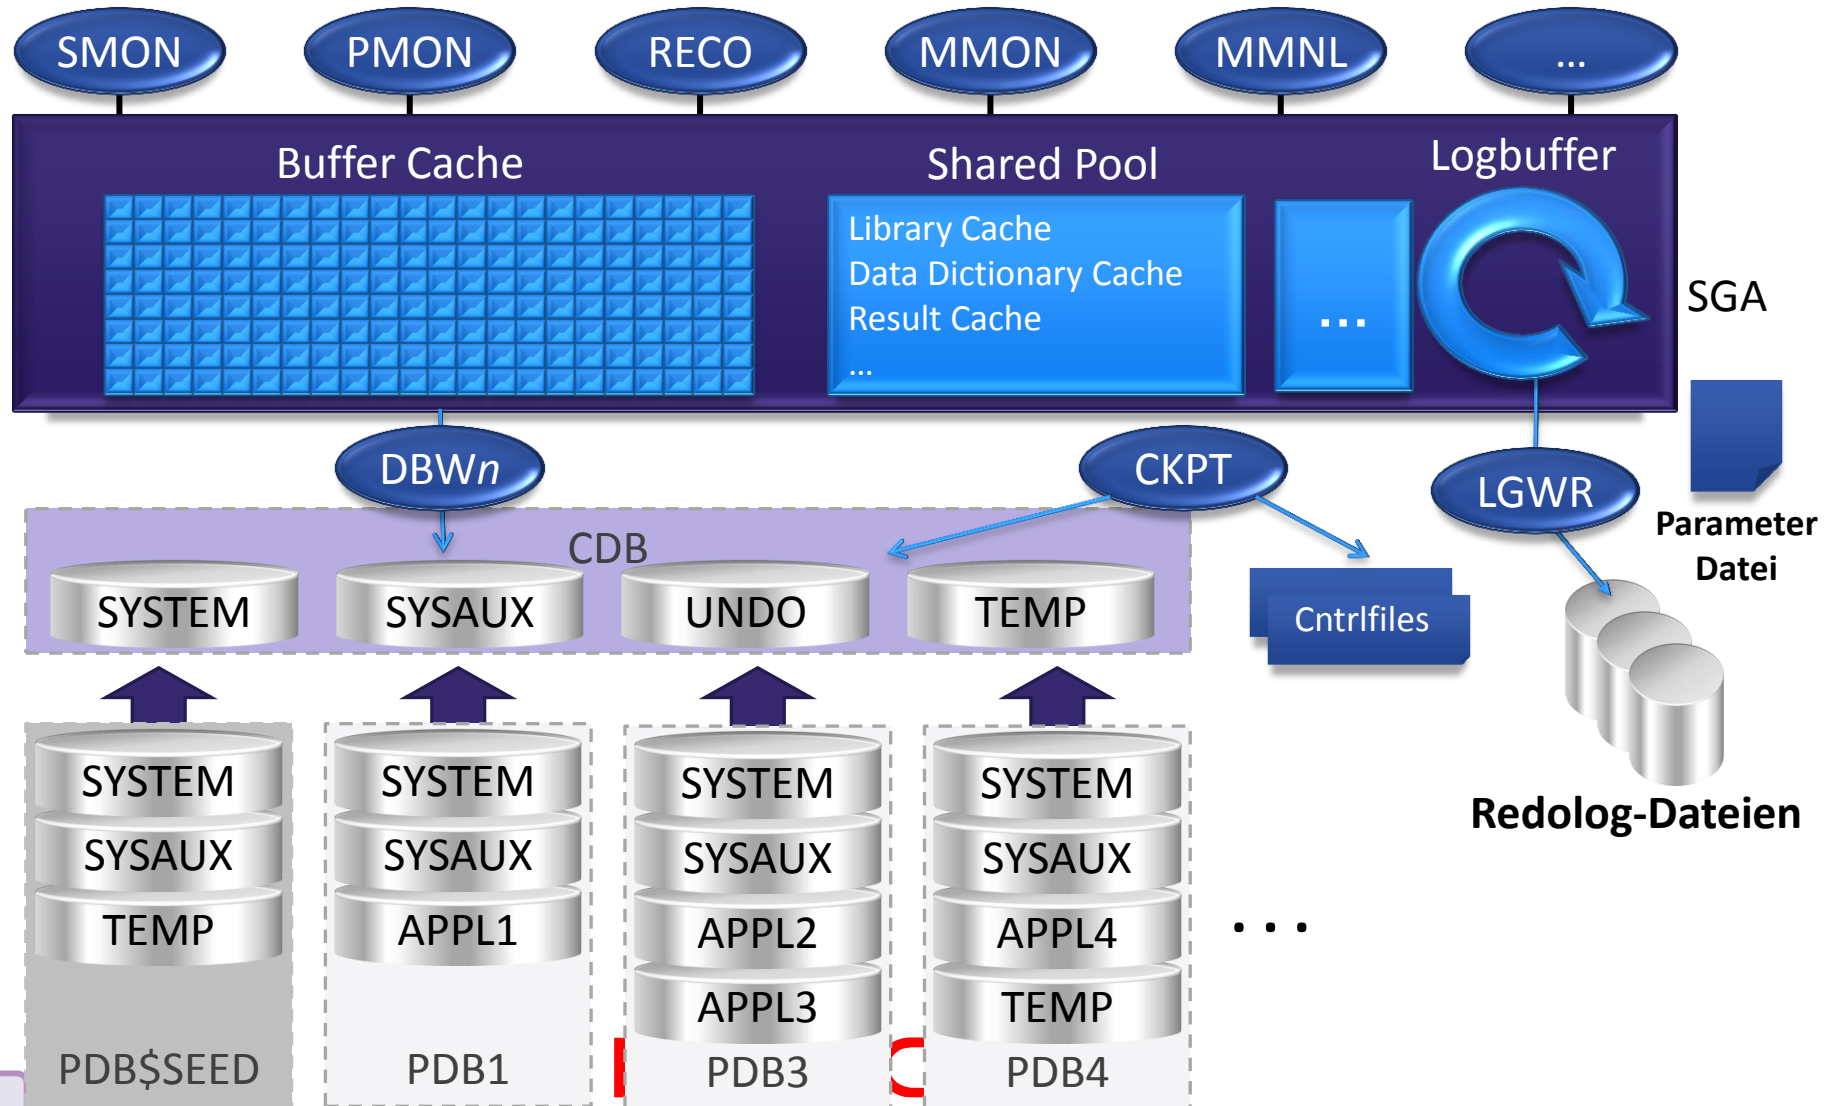 SMON
PMON
RECO
MMON
MMNL
...
Buffer Cache
Shared Pool
Logbuffer
Library Cache
Data Dictionary Cache
Result Cache
...
...
SGA
DBWn
CKPT
LGWR
Parameter
Datei
CDB
SYSTEM
SYSAUX
UNDO
TEMP
Cntrlfiles
Redolog-Dateien
SYSTEM
SYSAUX
TEMP
PDB$SEED
SYSTEM
SYSAUX
APPL1
PDB1
SYSTEM
SYSAUX
APPL2
APPL3
PDB3
SYSTEM
SYSAUX
APPL4
TEMP
PDB4
...